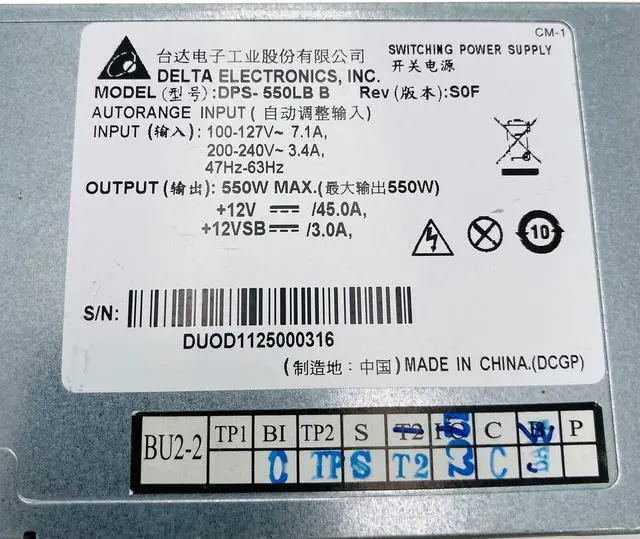 CM-1
台达电子工业股份有限公司
SWITCHING POWER SUPPLY
DELTA ELECTRONICS, INC.
开关电源
MODEL (型号):DPS- 550LB B Rev (版本):S0F
AUTORANGE INPUT ( 自动调整输入)
INPUT (输入): 100-127V~ 7.1A,
200-240V~ 3.4A,
47Hz-63Hz
OUTPUT (输出): 550W MAX.(最大输出550W)
+12V /45.0A,
+12VSB /3.0A,
10
S/N:
DUOD1125000316
(制造地: 中国) MADE IN CHINA.(DCGP)
BU2-2 TP1 BI TP2 S T2 C P
0 TP S T2 C